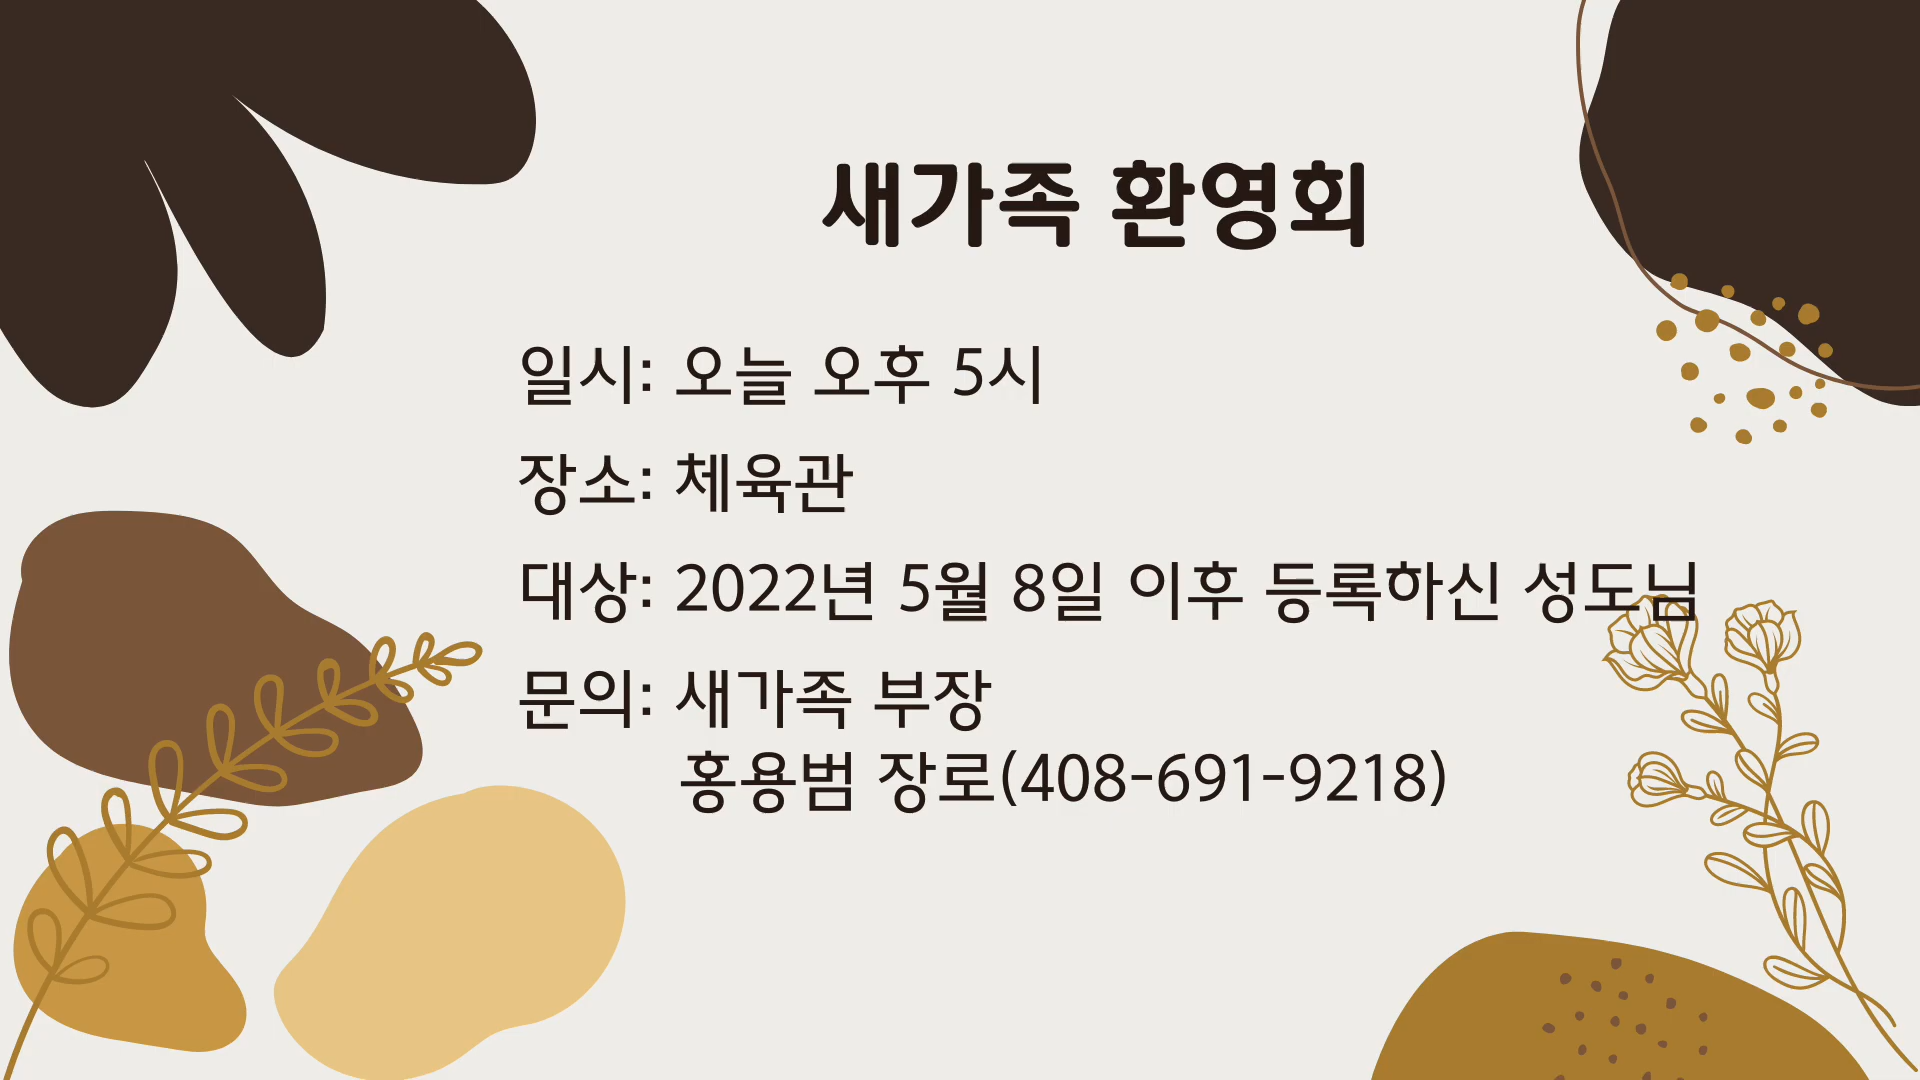 새가족 환영회
일시: 오늘 오후 5시
장소: 체육관
대상: 2022년 5월 8일 이후 등록하신 성도님
문의: 새가족 부장
홍용범 장로(408-691-9218)